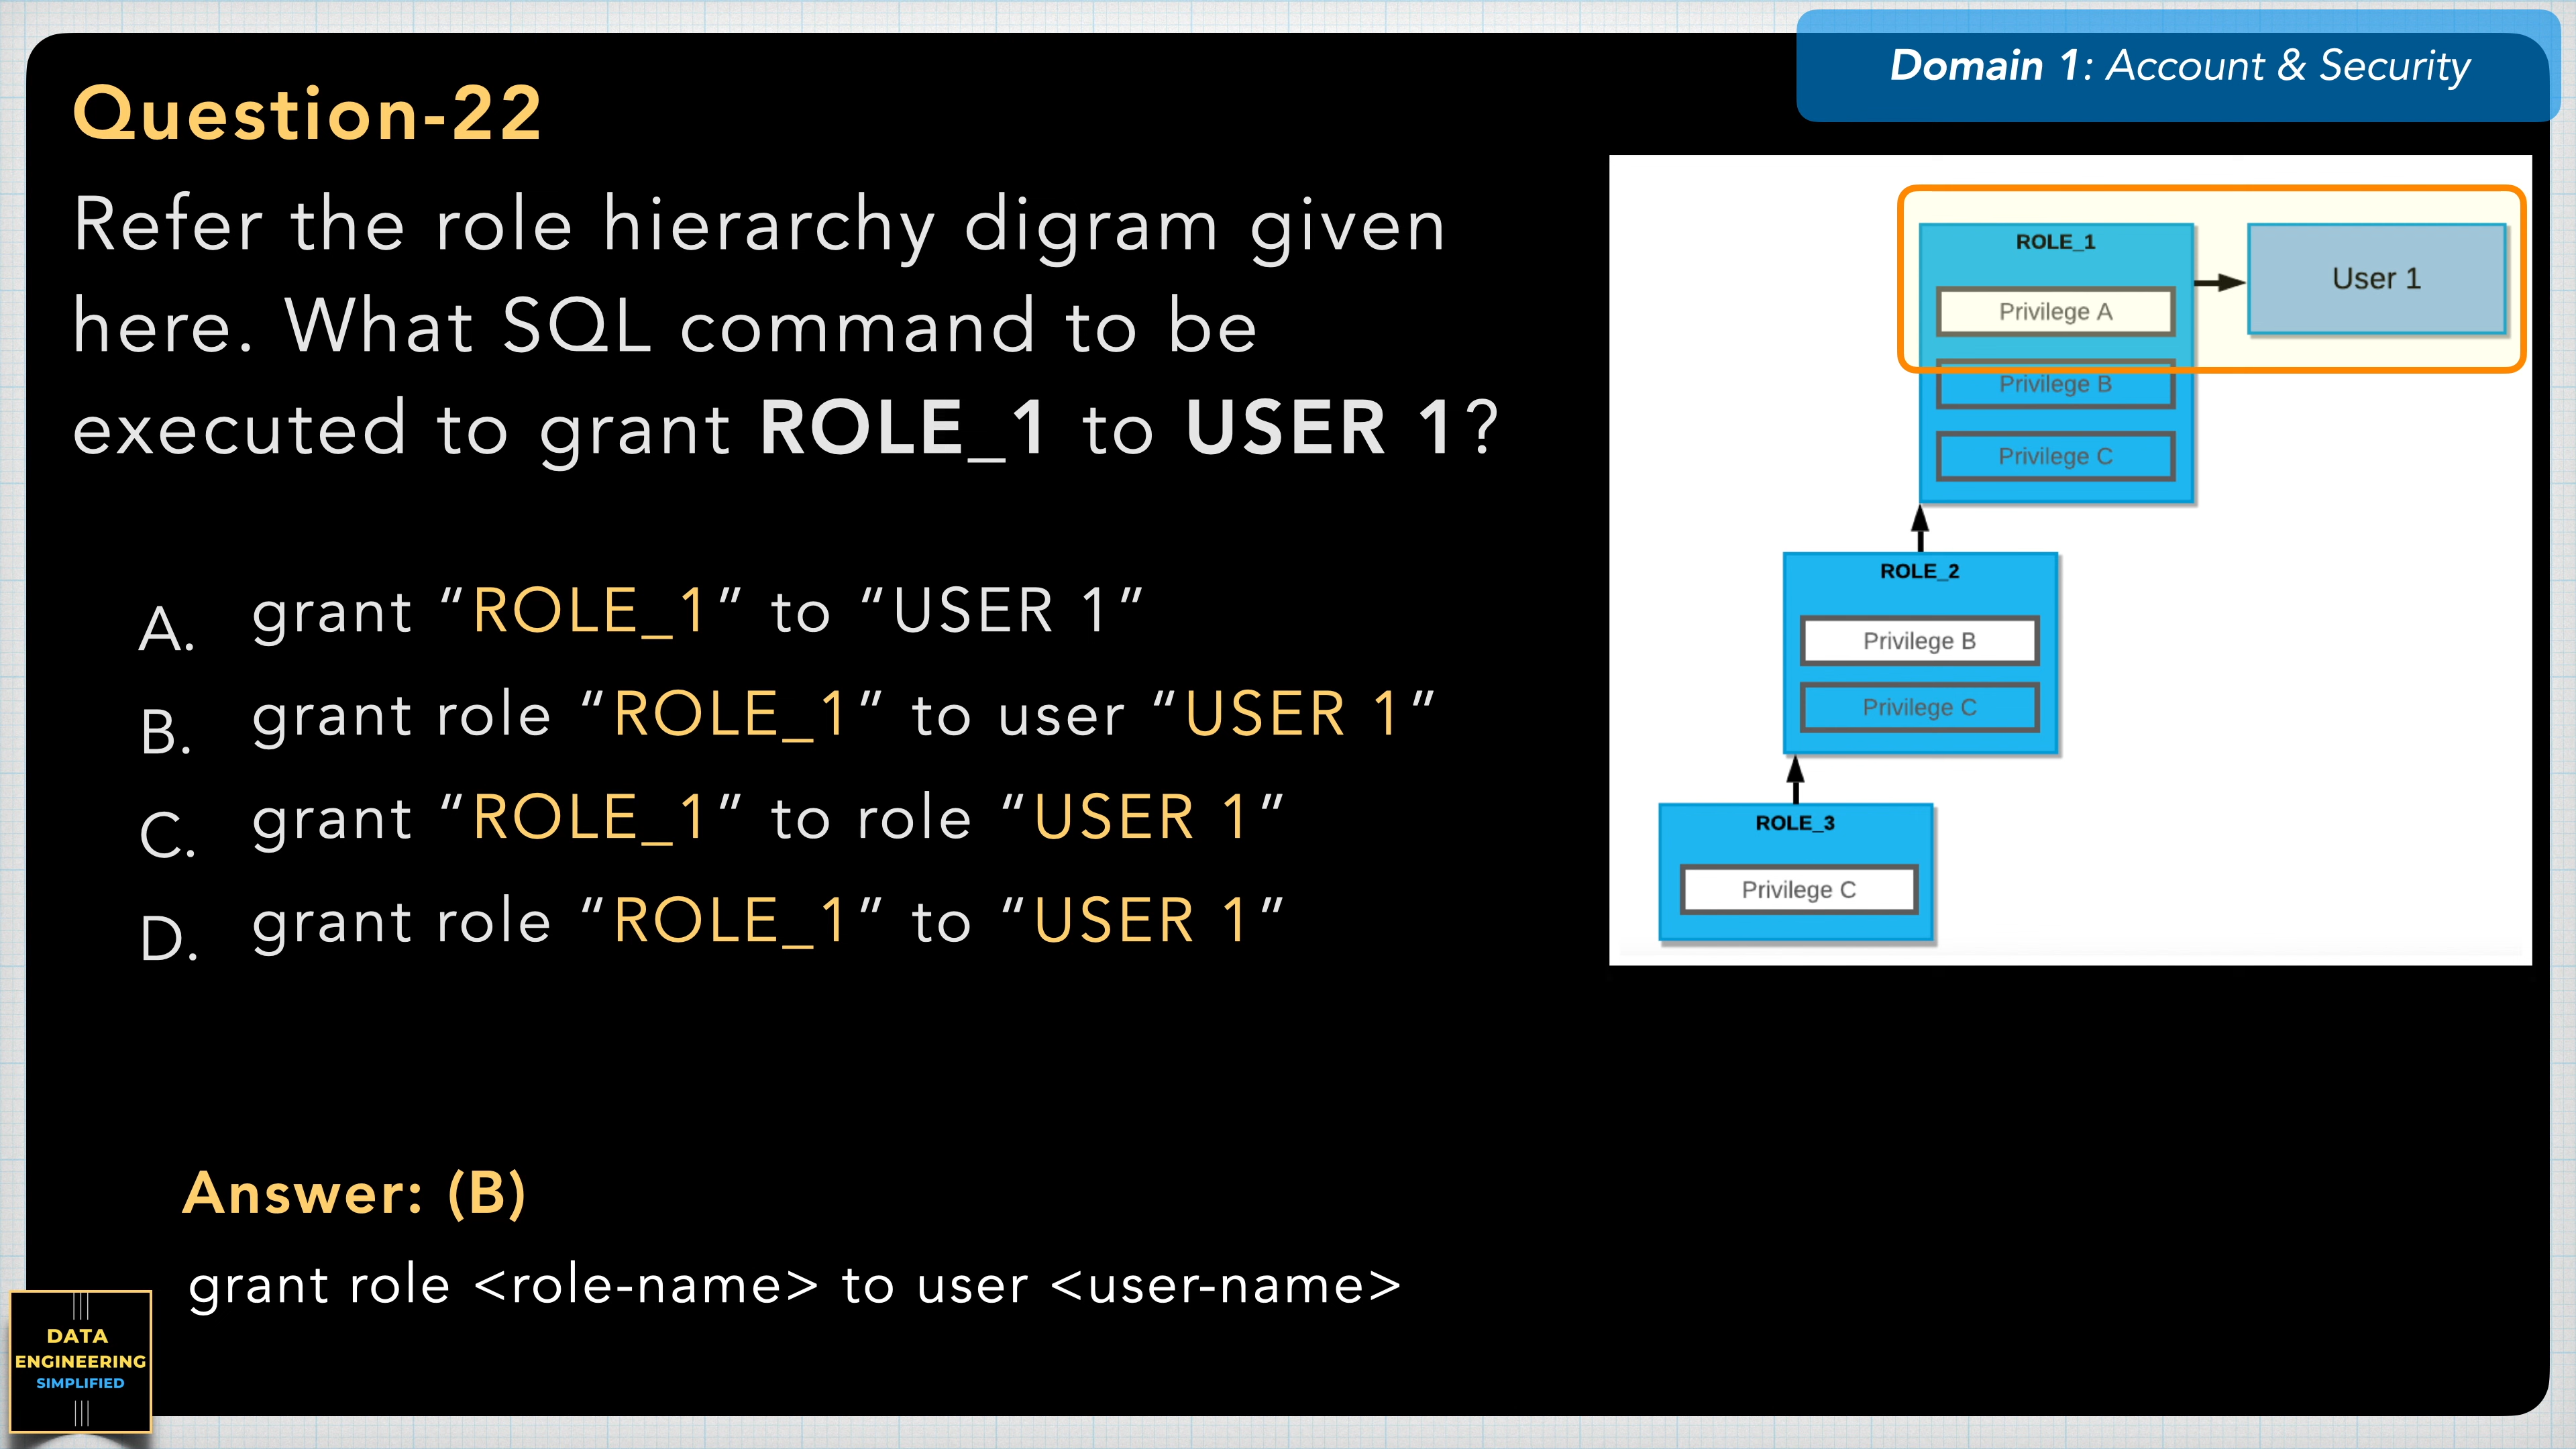 Domain 1: Account & Security
Question-22
Refer the role hierarchy digram given
here. What SQL command to be
executed to grant ROLE_1 to USER 1?
A. grant “ROLE_1” to “USER 1”
B. grant role “ROLE_1” to user “USER 1”
C. grant “ROLE_1” to role “USER 1”
D. grant role “ROLE_1” to “USER 1”
ROLE_1
Privilege A
Privilege B
Privilege C
User 1
ROLE_2
Privilege B
Privilege C
ROLE_3
Privilege C
Answer: (B)
grant role <role-name> to user <user-name>
DATA
ENGINEERING
SIMPLIFIED